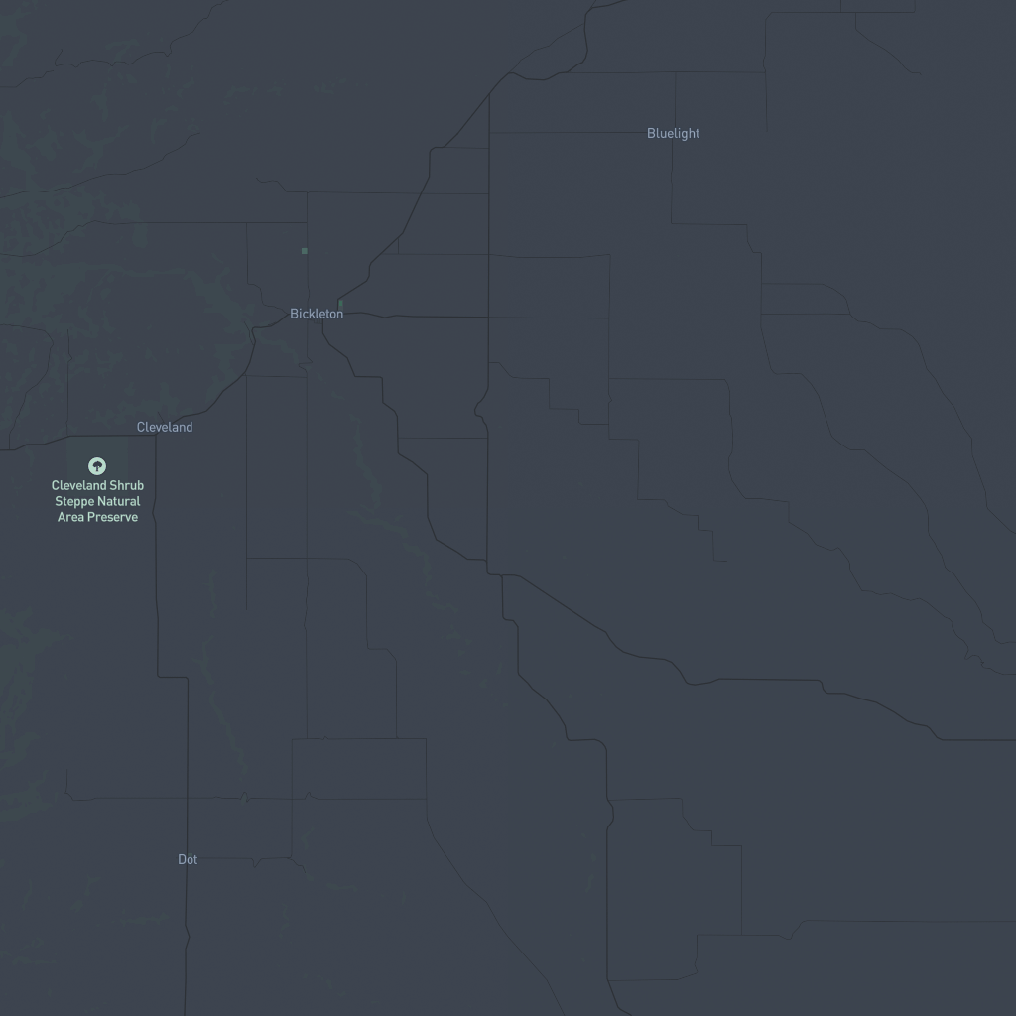 Bluelight
Bickleton
Cleveland
Cleveland Shrub
Steppe Natural
Area Preserve
Dot